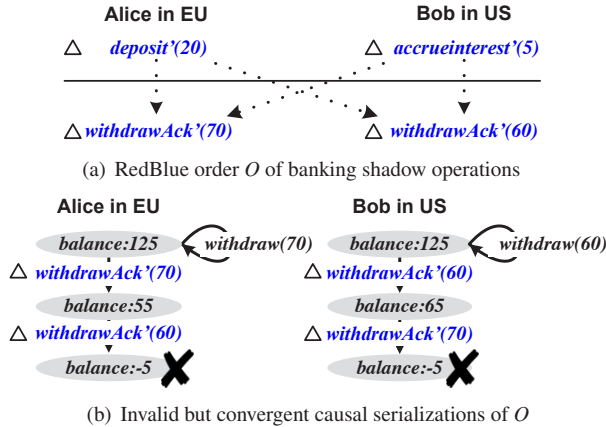 Alice in EU Bob in US
△ deposit'(20) △ accrueinterest'(5)
△ withdrawAck'(70) △ withdrawAck'(60)
(a) RedBlue order O of banking shadow operations
Alice in EU Bob in US
balance:125 withdraw(70) balance:125 withdraw(60)
△ withdrawAck'(70) △ withdrawAck'(60)
balance:55 balance:65
△ withdrawAck'(60) △ withdrawAck'(70)
balance:-5 balance:-5
(b) Invalid but convergent causal serializations of O